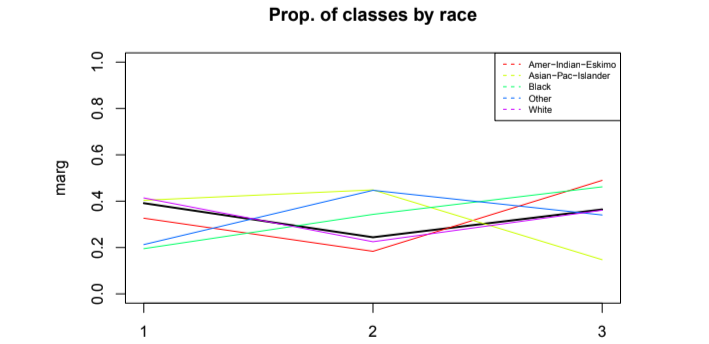 Prop. of classes by race
Amer−Indian−Eskimo
Asian−Pac−Islander
Black
Other
White
marg
1.0
0.8
0.6
0.4
0.2
0.0
1 2 3